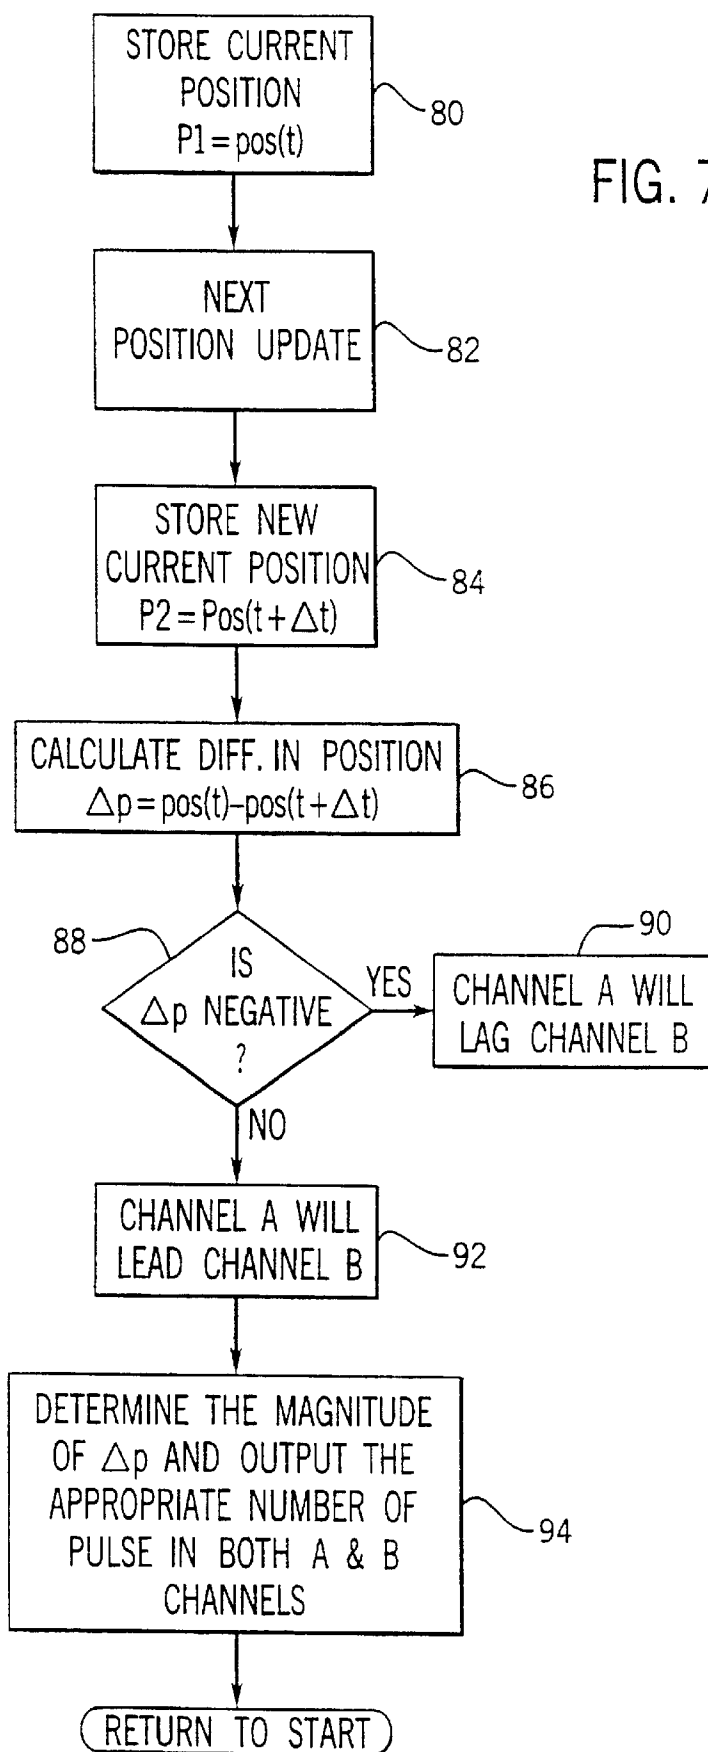 STORE CURRENT
POSITION
P1=pos(t)
80
FIG. 7
NEXT
POSITION UPDATE
82
STORE NEW
CURRENT POSITION
P2=Pos(t+△t)
84
CALCULATE DIFF. IN POSITION
△p=pos(t)–pos(t+△t)
86
88
IS
△p NEGATIVE
?
YES
90
CHANNEL A WILL
LAG CHANNEL B
NO
CHANNEL A WILL
LEAD CHANNEL B
92
DETERMINE THE MAGNITUDE
OF △p AND OUTPUT THE
APPROPRIATE NUMBER OF
PULSE IN BOTH A & B
CHANNELS
94
RETURN TO START